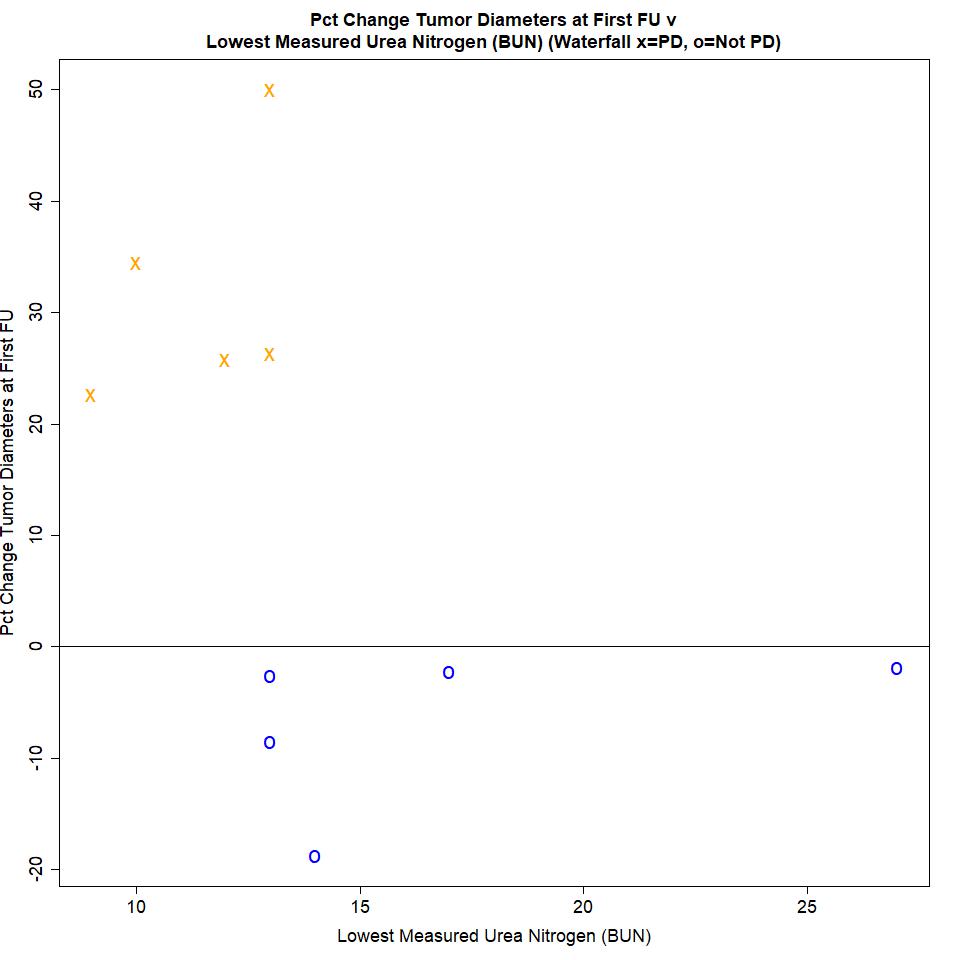 Pct Change Tumor Diameters at First FU v
Lowest Measured Urea Nitrogen (BUN) (Waterfall x=PD, o=Not PD)
Pct Change Tumor Diameters at First FU
50
40
30
20
10
0
-10
-20
x
x
x
x
x
o
o
o
o
o
10 15 20 25
Lowest Measured Urea Nitrogen (BUN)